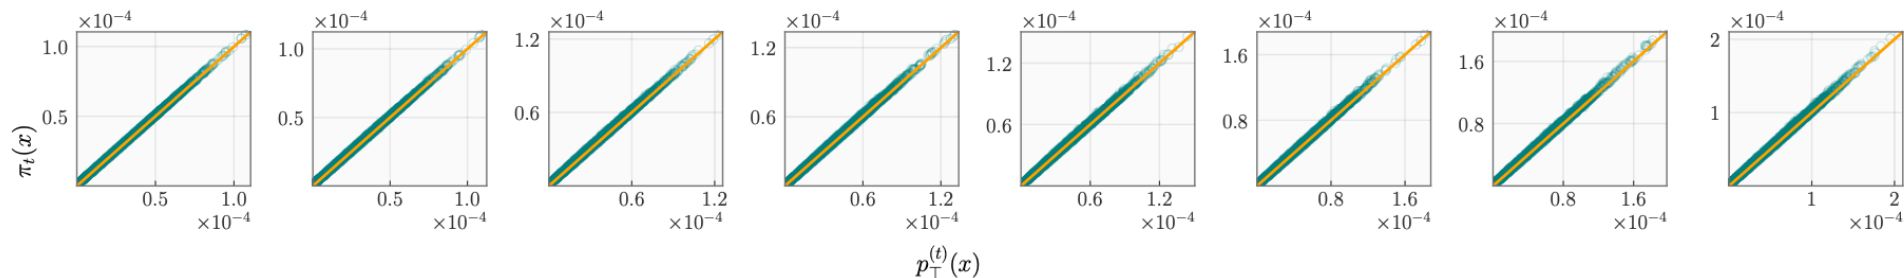 ×10⁻⁴ ×10⁻⁴ ×10⁻⁴ ×10⁻⁴ ×10⁻⁴ ×10⁻⁴ ×10⁻⁴ ×10⁻⁴
1.0 1.0 1.2 1.2 1.2 1.6 1.6 2
0.5 0.5 0.6 0.6 0.6 0.8 0.8 1
π_t(x)
0.5 1.0 0.5 1.0 0.6 1.2 0.6 1.2 0.6 1.2 0.8 1.6 0.8 1.6 1 2
×10⁻⁴ ×10⁻⁴ ×10⁻⁴ ×10⁻⁴ ×10⁻⁴ ×10⁻⁴ ×10⁻⁴ ×10⁻⁴
p_⊤^{(t)}(x)